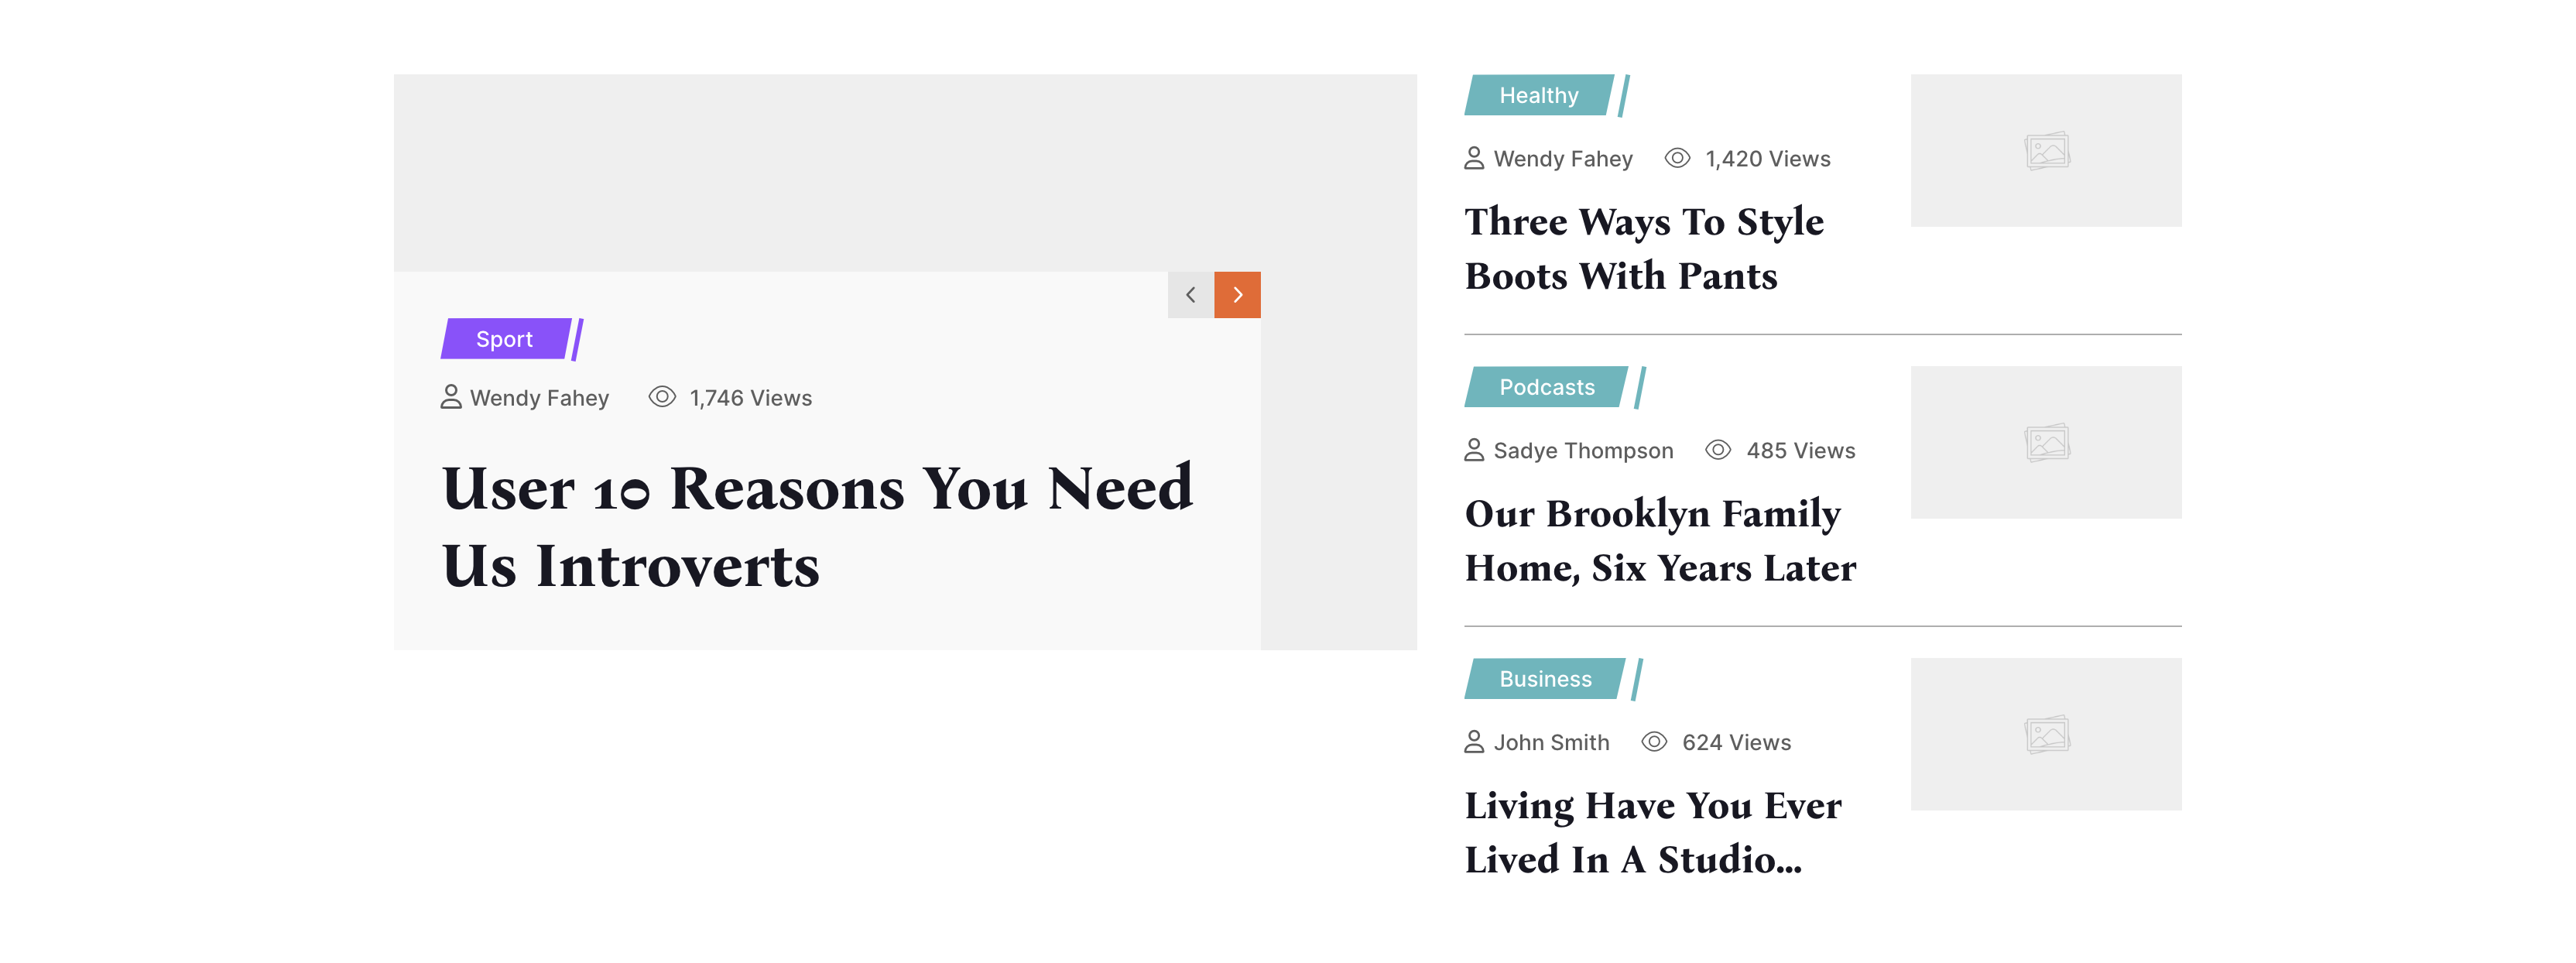 Sport
Wendy Fahey 1,746 Views
User 10 Reasons You Need
Us Introverts
Healthy
Wendy Fahey 1,420 Views
Three Ways To Style
Boots With Pants
Podcasts
Sadye Thompson 485 Views
Our Brooklyn Family
Home, Six Years Later
Business
John Smith 624 Views
Living Have You Ever
Lived In A Studio...